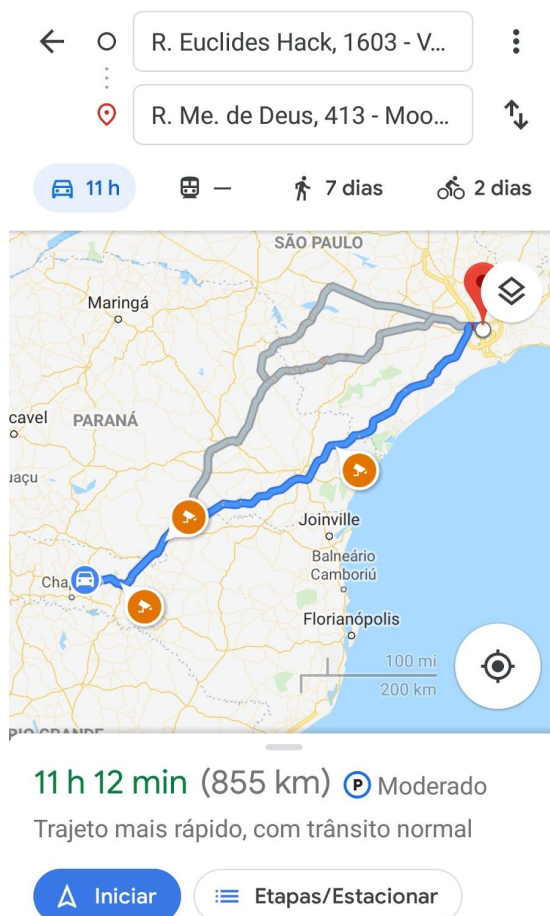 R. Euclides Hack, 1603 - V...
R. Me. de Deus, 413 - Moo...
11 h
—
7 dias
2 dias
SÃO PAULO
Maringá
cavel
PARANÁ
uaçu
Joinville
Balneário
Camboriú
Cha
Florianópolis
100 mi
200 km
RIO GRANDE
11 h 12 min (855 km) P Moderado
Trajeto mais rápido, com trânsito normal
Iniciar
Etapas/Estacionar